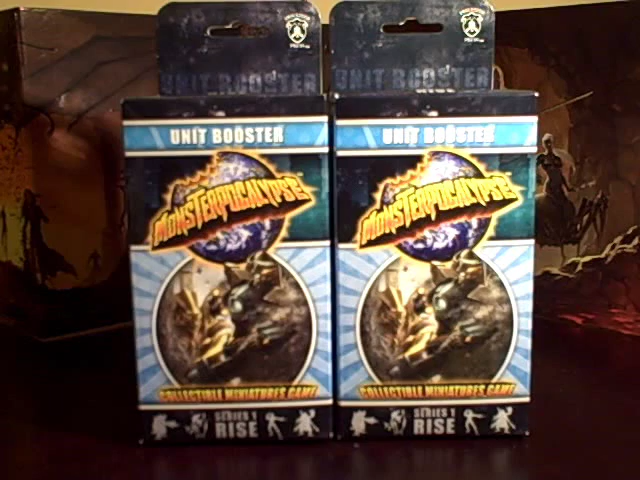 UNIT BOOSTER
UNIT BOOSTER
MONSTERPOCALYPSE
COLLECTIBLE MINIATURES GAME
SERIES 1
RISE
UNIT BOOSTER
UNIT BOOSTER
MONSTERPOCALYPSE
COLLECTIBLE MINIATURES GAME
SERIES 1
RISE